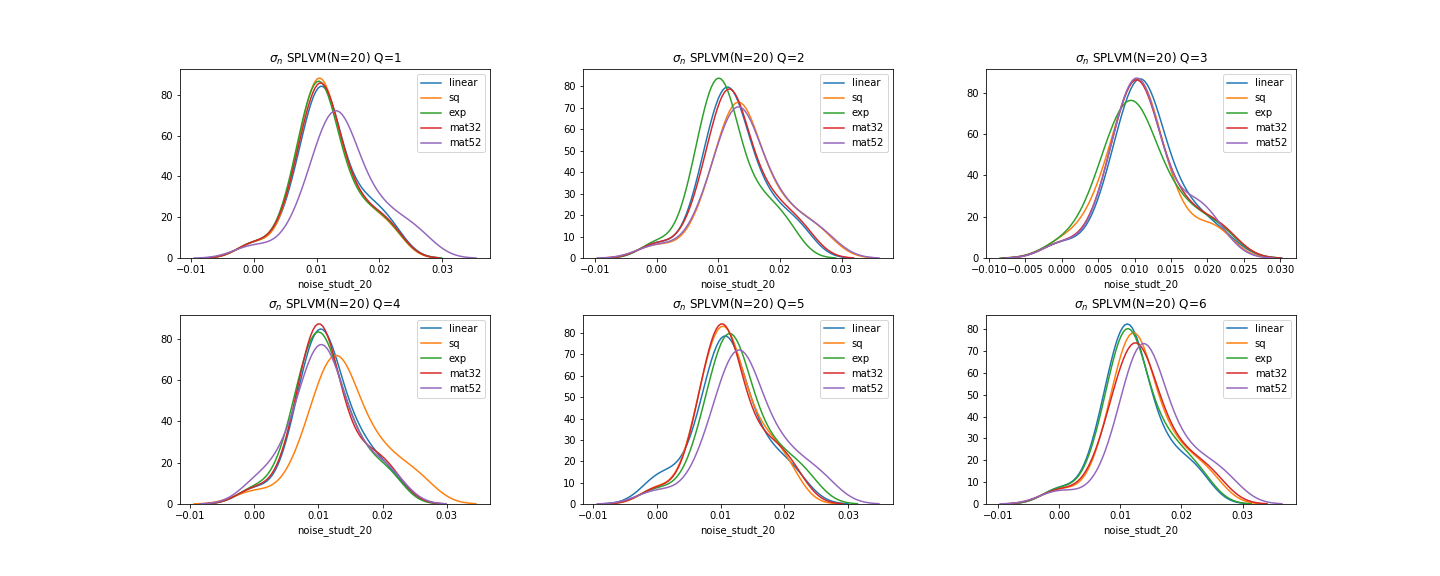 σn SPLVM(N=20) Q=1
80
60
40
20
0
−0.01 0.00 0.01 0.02 0.03
noise_studt_20
linear
sq
exp
mat32
mat52
σn SPLVM(N=20) Q=2
80
70
60
50
40
30
20
10
0
−0.01 0.00 0.01 0.02 0.03
noise_studt_20
linear
sq
exp
mat32
mat52
σn SPLVM(N=20) Q=3
80
60
40
20
0
−0.010 −0.005 0.000 0.005 0.010 0.015 0.020 0.025 0.030
noise_studt_20
linear
sq
exp
mat32
mat52
σn SPLVM(N=20) Q=4
80
60
40
20
0
−0.01 0.00 0.01 0.02 0.03
noise_studt_20
linear
sq
exp
mat32
mat52
σn SPLVM(N=20) Q=5
80
70
60
50
40
30
20
10
0
−0.01 0.00 0.01 0.02 0.03
noise_studt_20
linear
sq
exp
mat32
mat52
σn SPLVM(N=20) Q=6
80
70
60
50
40
30
20
10
0
−0.01 0.00 0.01 0.02 0.03
noise_studt_20
linear
sq
exp
mat32
mat52